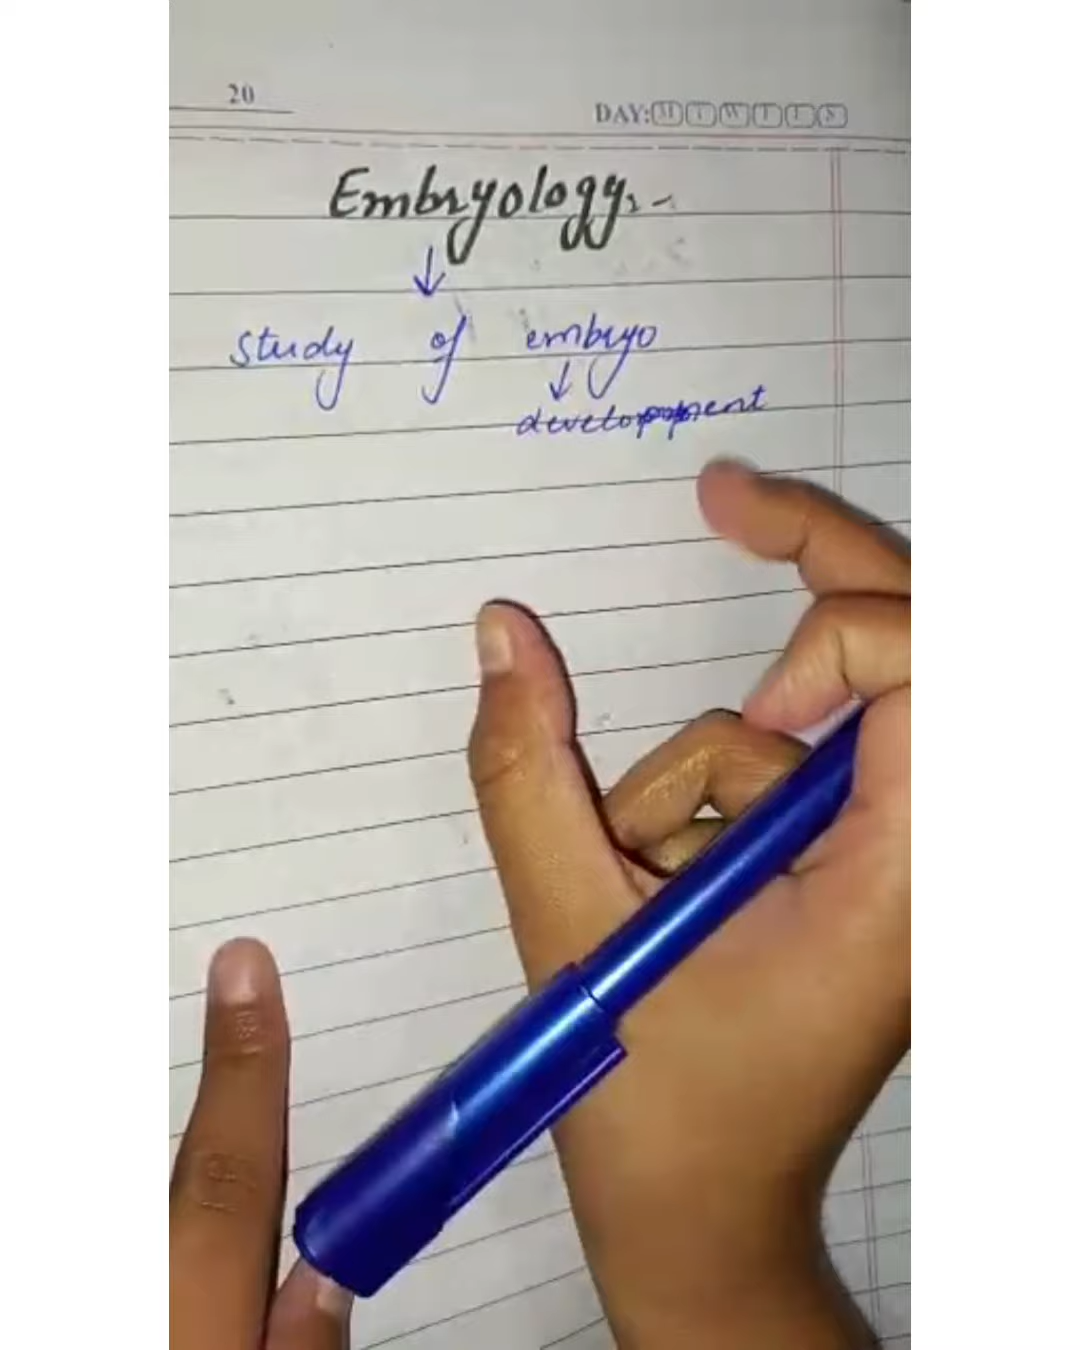 20
DAY: M T W T F S
Embryology:-
↓
study of embryo
↓
development